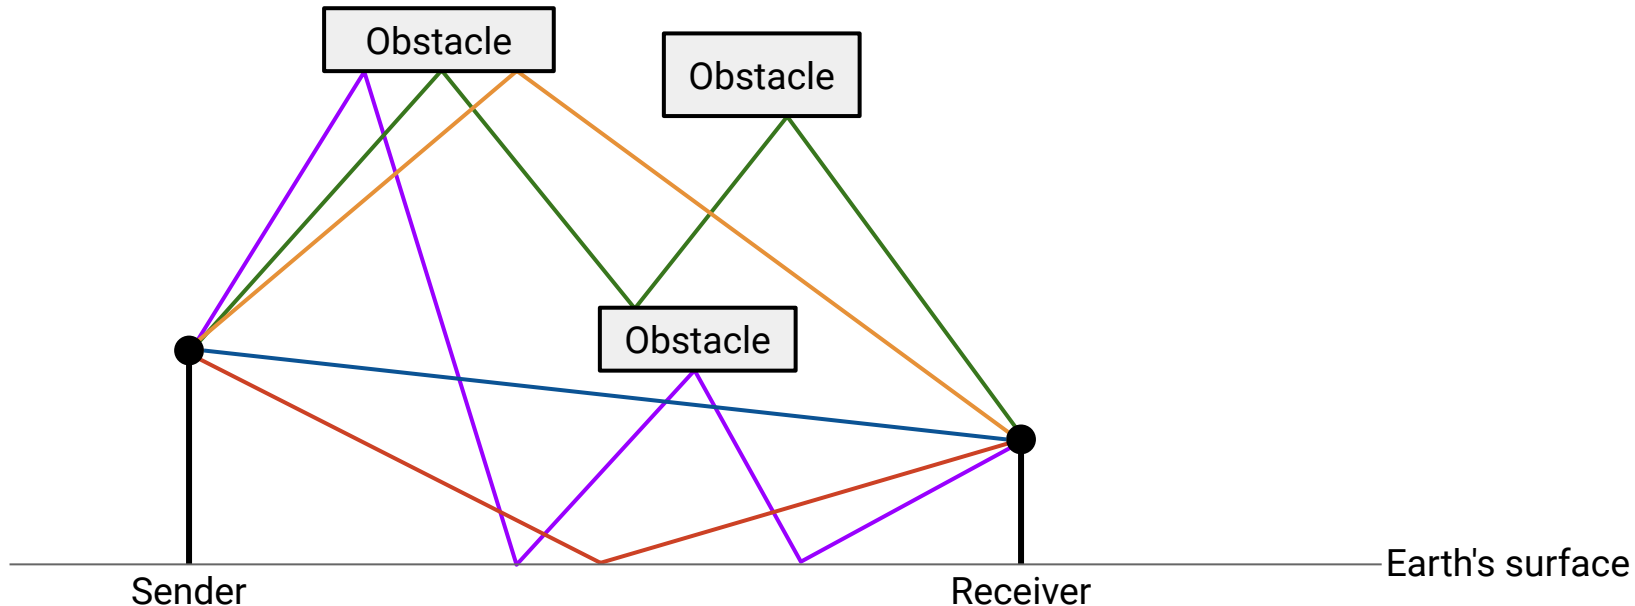 Obstacle
Obstacle
Obstacle
Earth's surface
Sender
Receiver